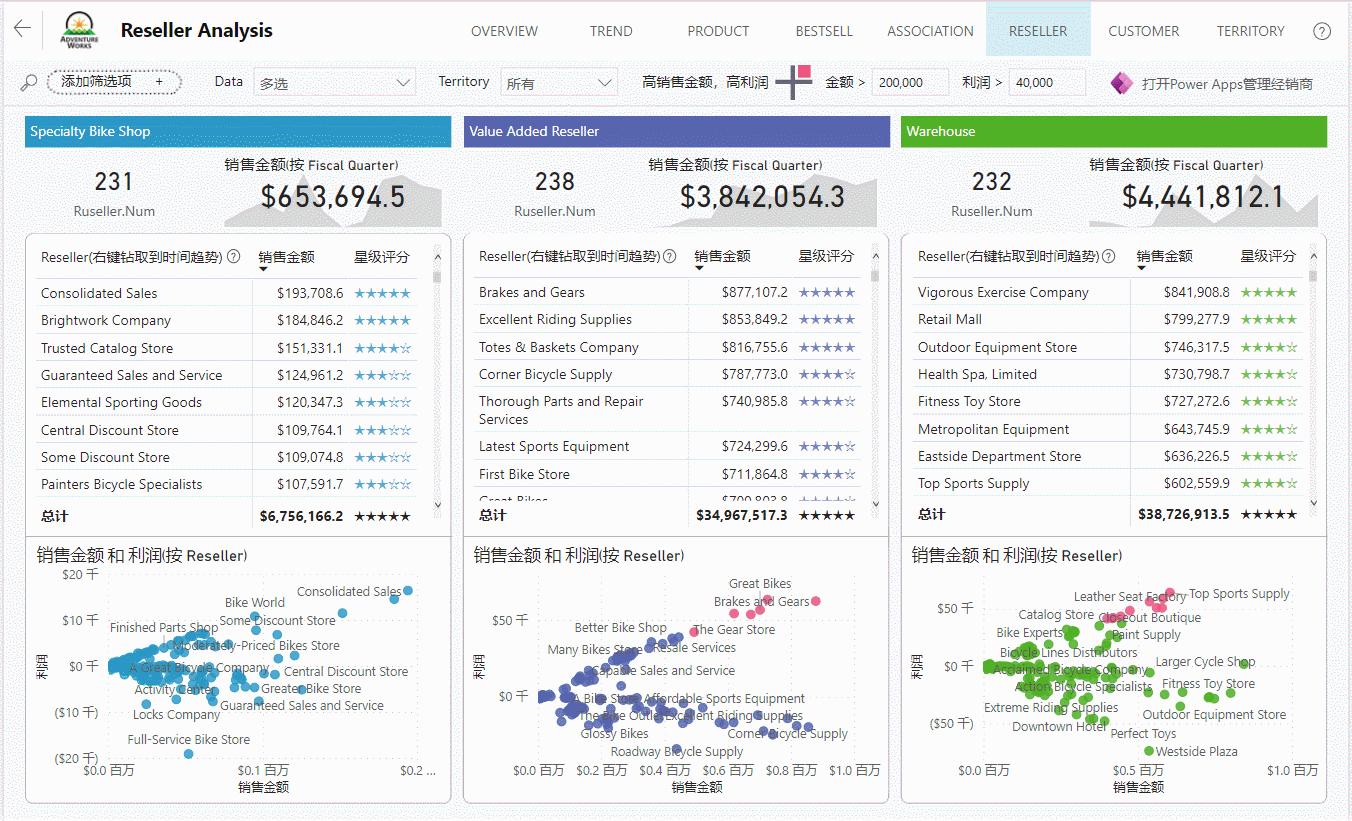 ADVENTURE WORKS
Reseller Analysis
OVERVIEW TREND PRODUCT BESTSELL ASSOCIATION RESELLER CUSTOMER TERRITORY ?
添加筛选项 +
Data 多选
Territory 所有
高销售金额，高利润
金额 > 200,000
利润 > 40,000
打开Power Apps管理经销商
Specialty Bike Shop
231
Ruseller.Num
销售金额(按 Fiscal Quarter)
$653,694.5
Reseller(右键钻取到时间趋势) ? 销售金额 星级评分
Consolidated Sales $193,708.6 ★★★★★
Brightwork Company $184,846.2 ★★★★★
Trusted Catalog Store $151,331.1 ★★★★☆
Guaranteed Sales and Service $124,961.2 ★★★☆☆
Elemental Sporting Goods $120,347.3 ★★★☆☆
Central Discount Store $109,764.1 ★★★☆☆
Some Discount Store $109,074.8 ★★★☆☆
Painters Bicycle Specialists $107,591.7 ★★★☆☆
总计 $6,756,166.2 ★★★★★
销售金额 和 利润(按 Reseller)
利润
$20 千
$10 千
$0 千
($10 千)
($20 千)
Consolidated Sales
Bike World
Some Discount Store
Finished Parts Shop
Moderately-Priced Bikes Store
A Great Bicycle Company
Central Discount Store
Activity Center
Greater Bike Store
Guaranteed Sales and Service
Locks Company
Full-Service Bike Store
$0.0 百万 $0.1 百万 $0.2 ...
销售金额
Value Added Reseller
238
Ruseller.Num
销售金额(按 Fiscal Quarter)
$3,842,054.3
Reseller(右键钻取到时间趋势) ? 销售金额 星级评分
Brakes and Gears $877,107.2 ★★★★★
Excellent Riding Supplies $853,849.2 ★★★★★
Totes & Baskets Company $816,755.6 ★★★★★
Corner Bicycle Supply $787,773.0 ★★★★☆
Thorough Parts and Repair $740,985.8 ★★★★☆
Services
Latest Sports Equipment $724,299.6 ★★★★☆
First Bike Store $711,864.8 ★★★★☆
Great Bikes
总计 $34,967,517.3 ★★★★★
销售金额 和 利润(按 Reseller)
利润
$50 千
$0 千
Great Bikes
Brakes and Gears
Better Bike Shop
The Gear Store
Many Bikes Store
Resale Services
Capable Sales and Service
A Bike Store
Affordable Sports Equipment
The Bike Outlet
Excellent Riding Supplies
Glossy Bikes
Corner Bicycle Supply
Roadway Bicycle Supply
$0.0 百万 $0.2 百万 $0.4 百万 $0.6 百万 $0.8 百万 $1.0 百万
销售金额
Warehouse
232
Ruseller.Num
销售金额(按 Fiscal Quarter)
$4,441,812.1
Reseller(右键钻取到时间趋势) ? 销售金额 星级评分
Vigorous Exercise Company $841,908.8 ★★★★★
Retail Mall $799,277.9 ★★★★★
Outdoor Equipment Store $746,317.5 ★★★★☆
Health Spa, Limited $730,798.7 ★★★★☆
Fitness Toy Store $727,272.6 ★★★★☆
Metropolitan Equipment $643,745.9 ★★★★☆
Eastside Department Store $636,226.5 ★★★★☆
Top Sports Supply $602,559.9 ★★★★☆
总计 $38,726,913.5 ★★★★★
销售金额 和 利润(按 Reseller)
利润
$50 千
$0 千
($50 千)
Leather Seat Factory
Top Sports Supply
Catalog Store
Closeout Boutique
Bike Experts
Paint Supply
Bicycle Lines Distributors
Larger Cycle Shop
Acclaimed Bicycle Company
Action Bicycle Specialists
Fitness Toy Store
Extreme Riding Supplies
Outdoor Equipment Store
Downtown Hotel
Perfect Toys
Westside Plaza
$0.0 百万 $0.5 百万 $1.0 百万
销售金额